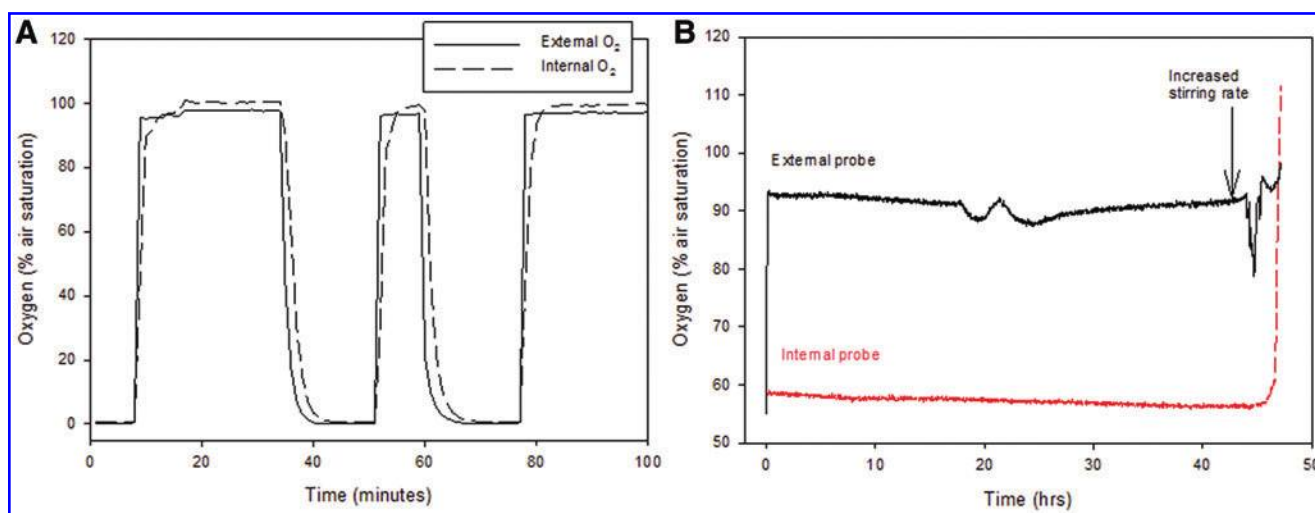 A
120
100
80
60
40
20
0
Oxygen (% air saturation)
0 20 40 60 80 100
Time (minutes)
External O₂
Internal O₂
B
120
110
100
90
80
70
60
50
Oxygen (% air saturation)
0 10 20 30 40 50
Time (hrs)
Increased
stirring rate
External probe
Internal probe